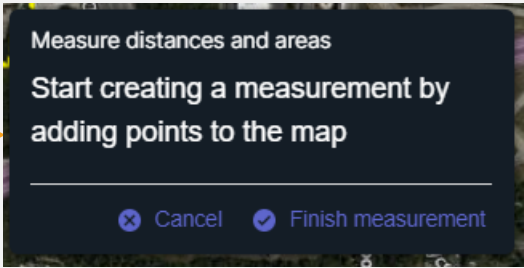 Measure distances and areas
Start creating a measurement by
adding points to the map
Cancel
Finish measurement